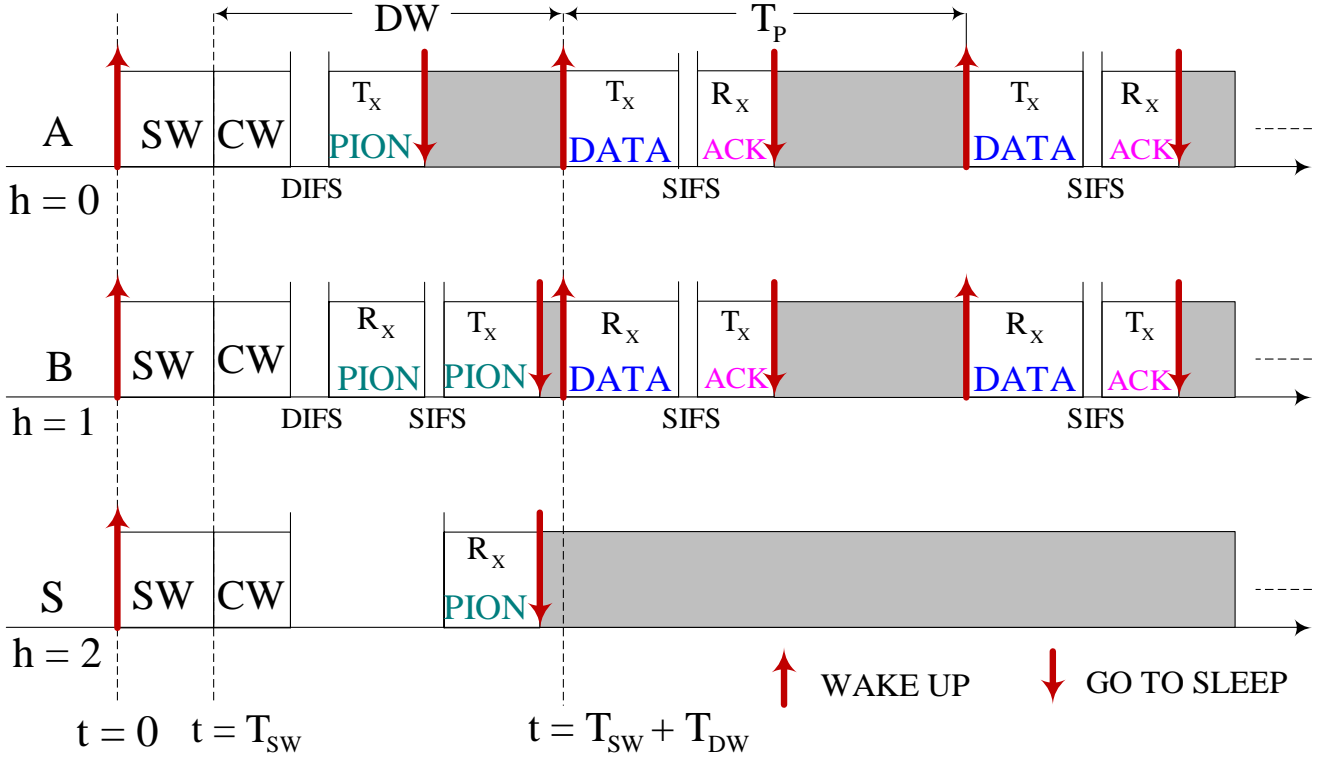 DW T_P
T_X T_X R_X T_X R_X
A SW CW PION DATA ACK DATA ACK
h = 0 DIFS SIFS SIFS
R_X T_X R_X T_X R_X T_X
B SW CW PION PION DATA ACK DATA ACK
h = 1 DIFS SIFS SIFS SIFS
R_X
S SW CW PION
h = 2
WAKE UP GO TO SLEEP
t = 0 t = T_SW t = T_SW + T_DW